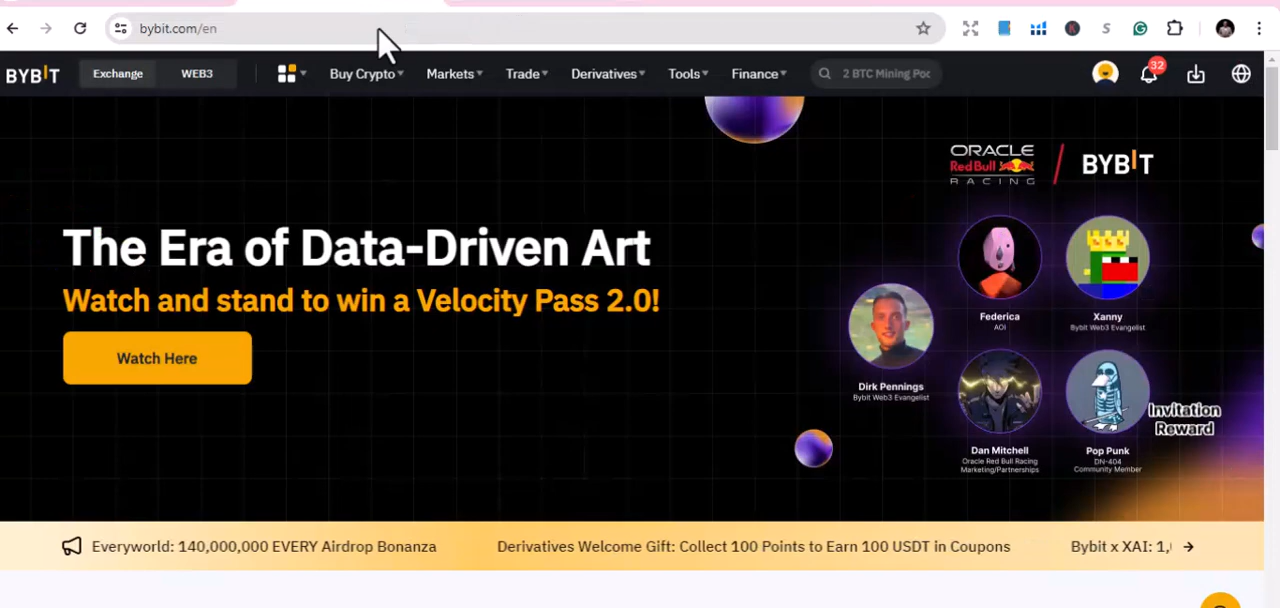 bybit.com/en
BYBIT
Exchange
WEB3
Buy Crypto
Markets
Trade
Derivatives
Tools
Finance
2 BTC Mining Poc
32
ORACLE
Red Bull
RACING
BYBIT
The Era of Data-Driven Art
Watch and stand to win a Velocity Pass 2.0!
Watch Here
Federica
AOI
Xanny
Bybit Web3 Evangelist
Dirk Pennings
Bybit Web3 Evangelist
Dan Mitchell
Oracle Red Bull Racing
Marketing/Partnerships
Pop Punk
DN-404
Community Member
Invitation
Reward
Everyworld: 140,000,000 EVERY Airdrop Bonanza
Derivatives Welcome Gift: Collect 100 Points to Earn 100 USDT in Coupons
Bybit x XAI: 1,